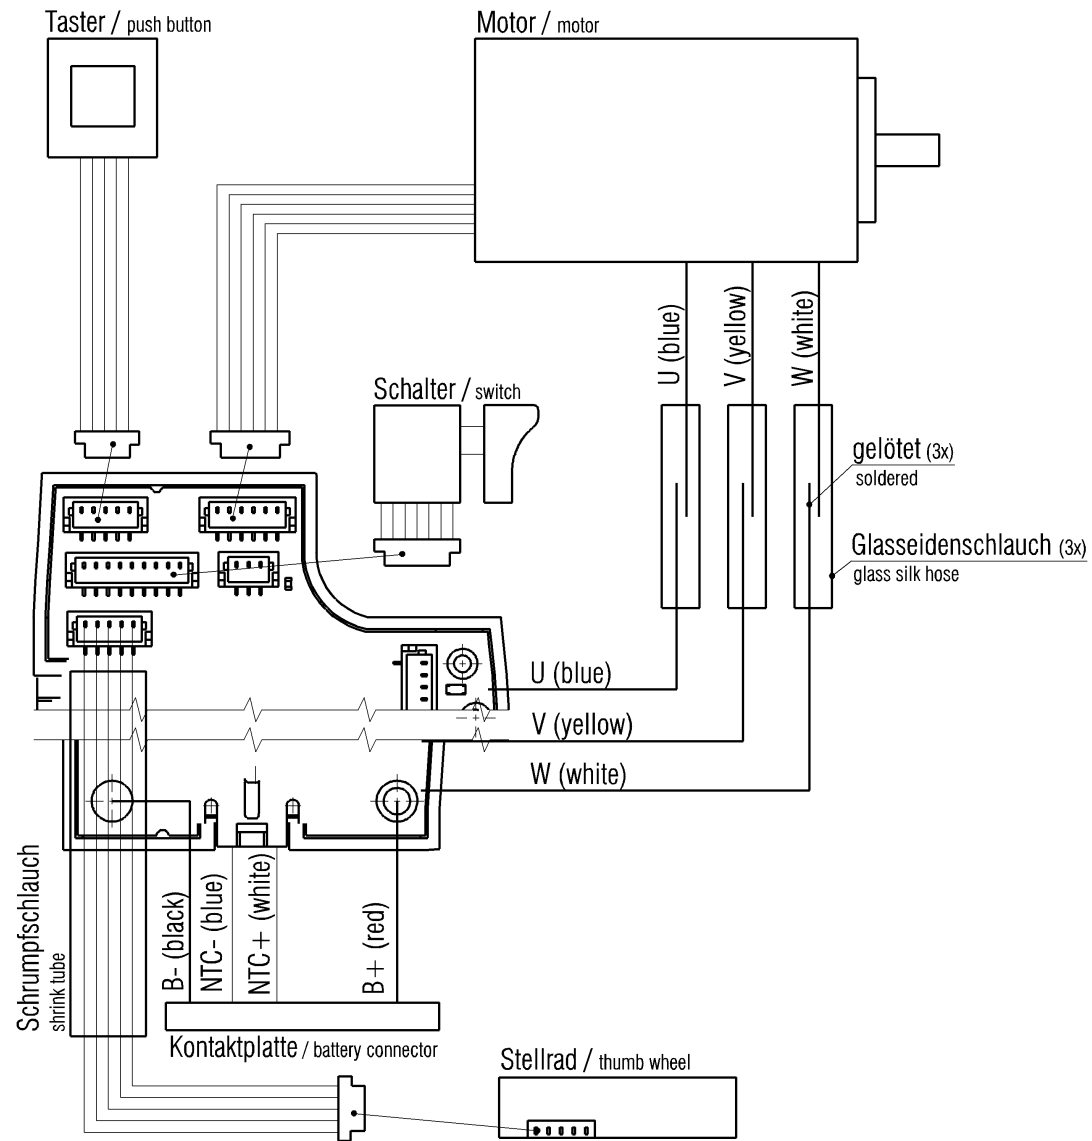 Taster / push button
Motor / motor
U (blue)
V (yellow)
W (white)
Schalter / switch
gelötet (3x)
soldered
Glasseidenschlauch (3x)
glass silk hose
U (blue)
V (yellow)
W (white)
Schrumpfschlauch
shrink tube
B- (black)
NTC- (blue)
NTC+ (white)
B+ (red)
Kontaktplatte / battery connector
Stellrad / thumb wheel